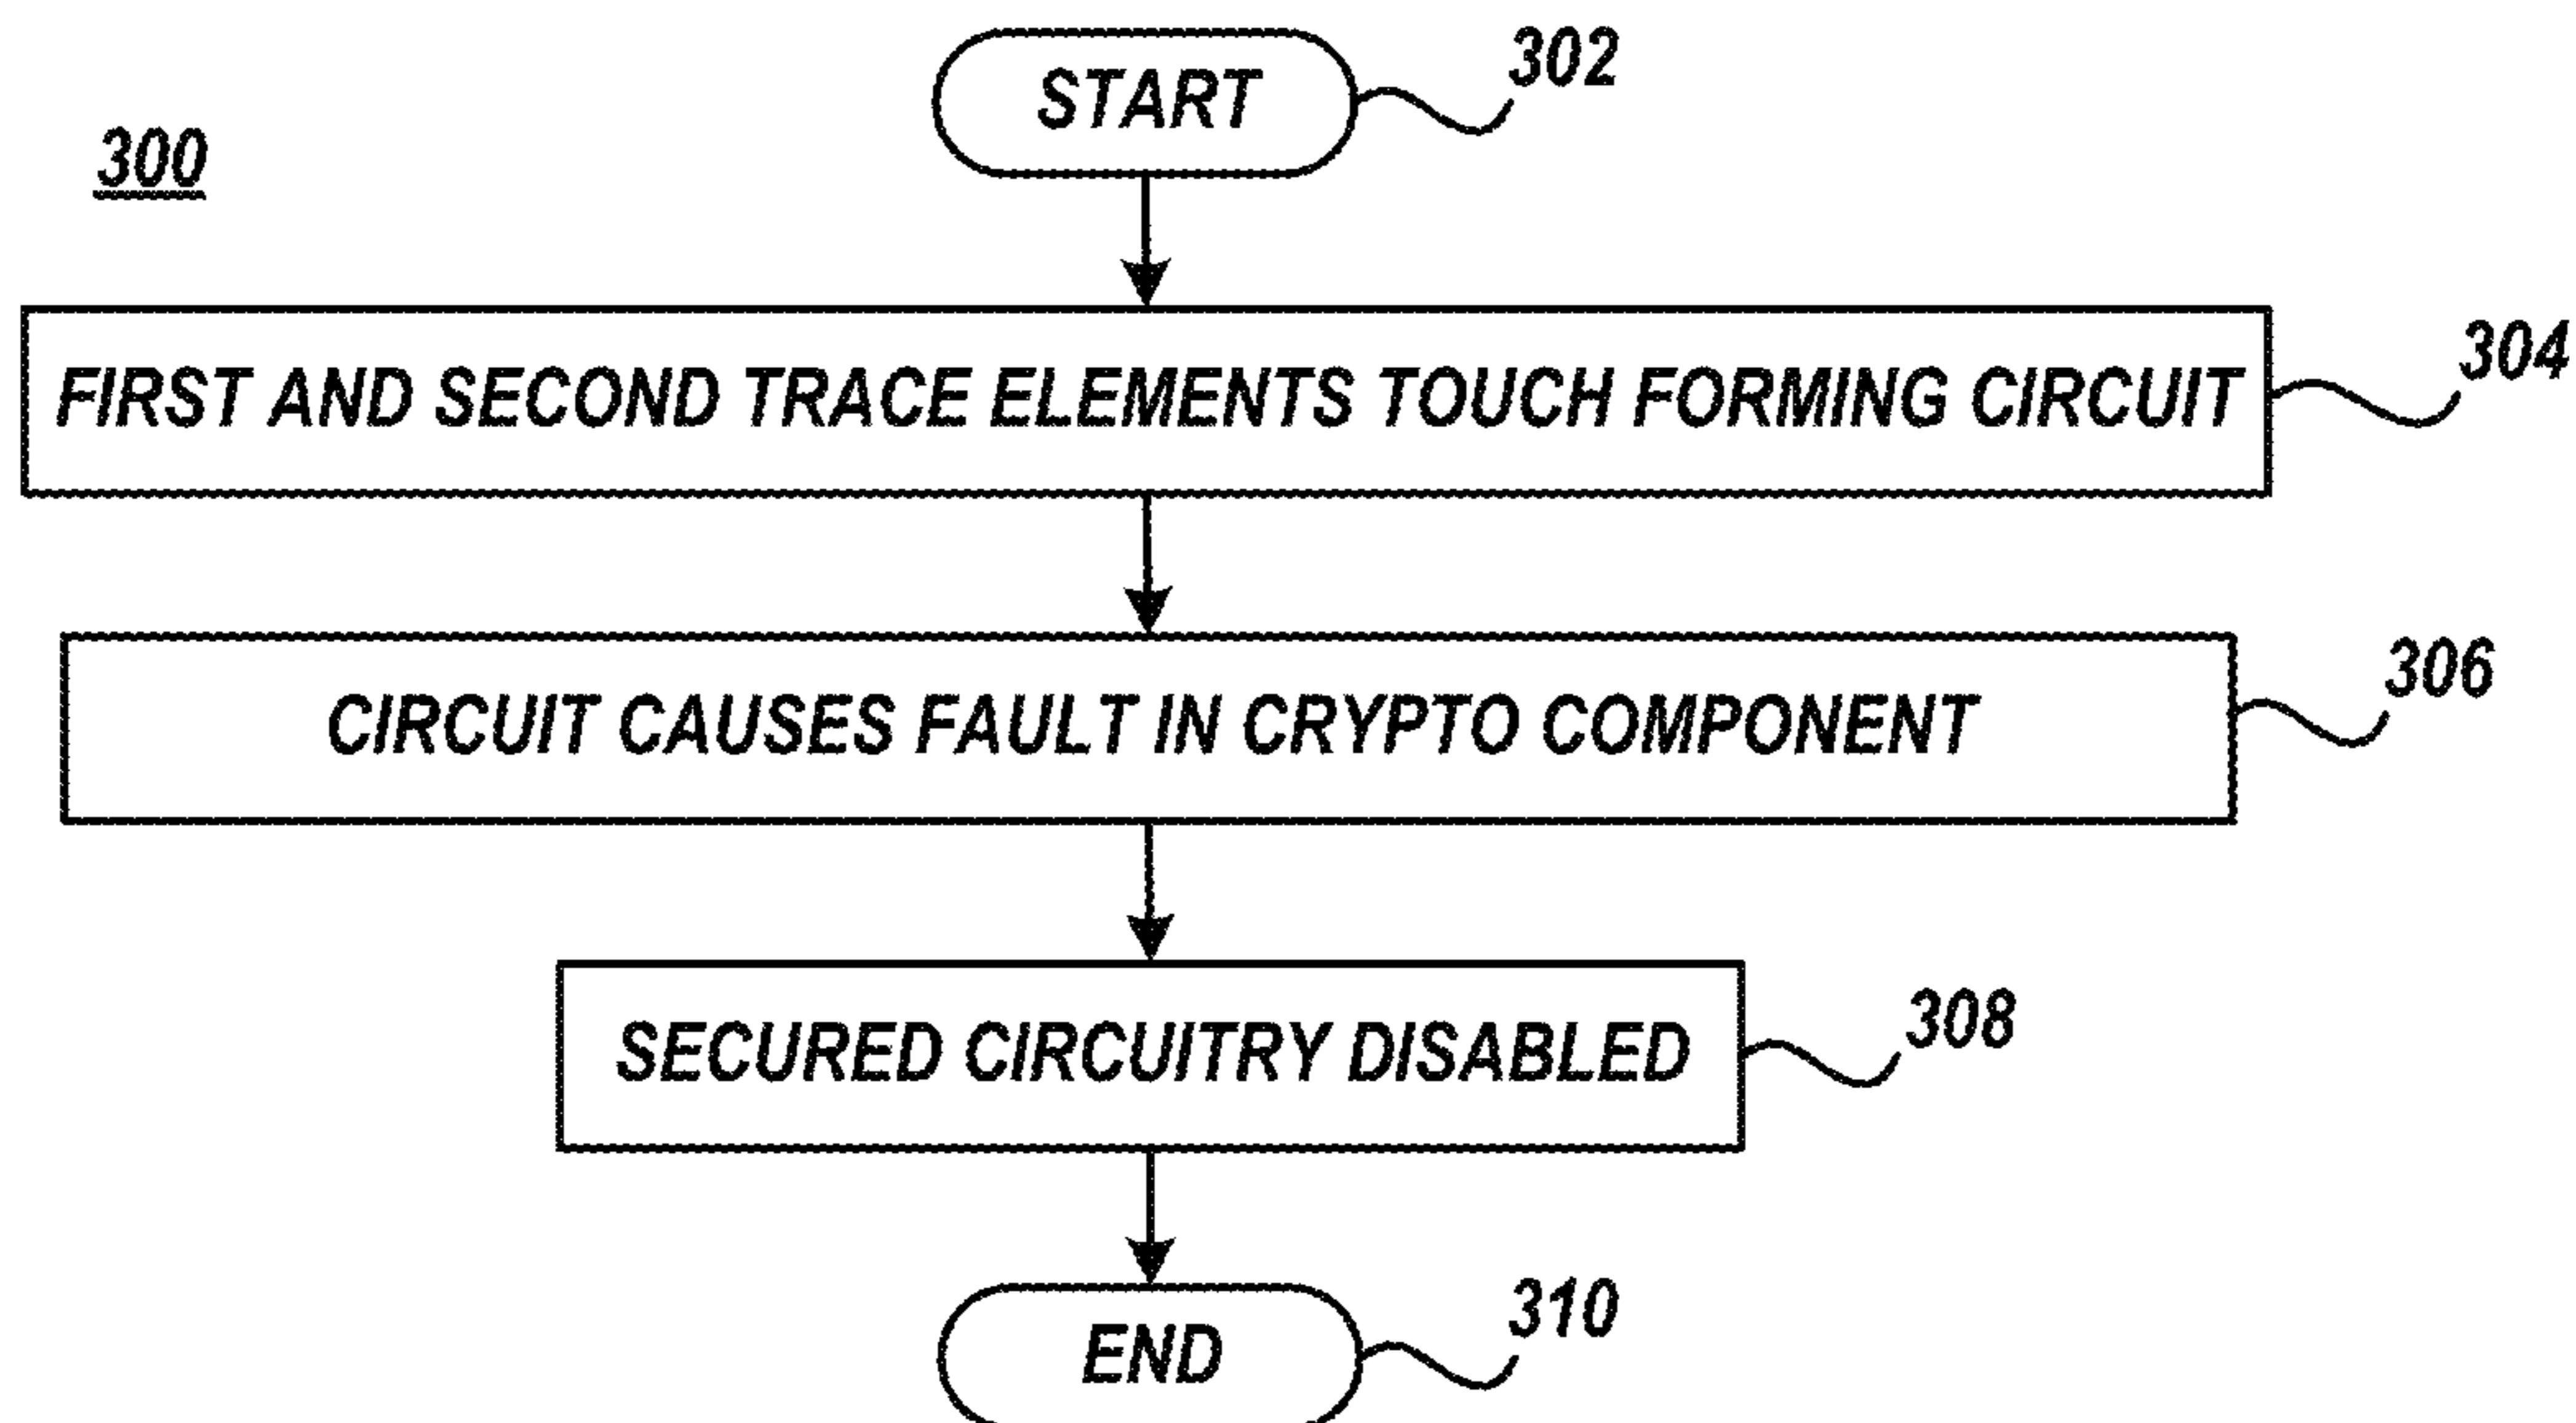 START
302
300
FIRST AND SECOND TRACE ELEMENTS TOUCH FORMING CIRCUIT
304
CIRCUIT CAUSES FAULT IN CRYPTO COMPONENT
306
SECURED CIRCUITRY DISABLED
308
END
310